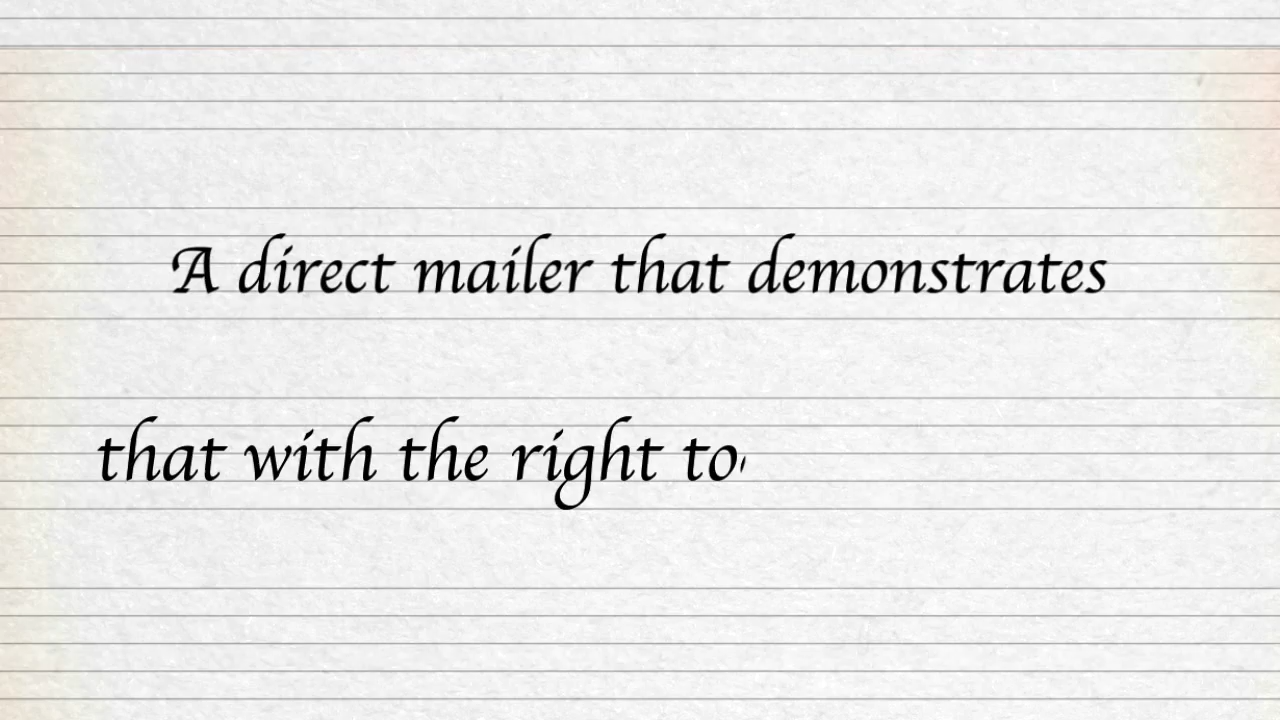 A direct mailer that demonstrates
that with the right to